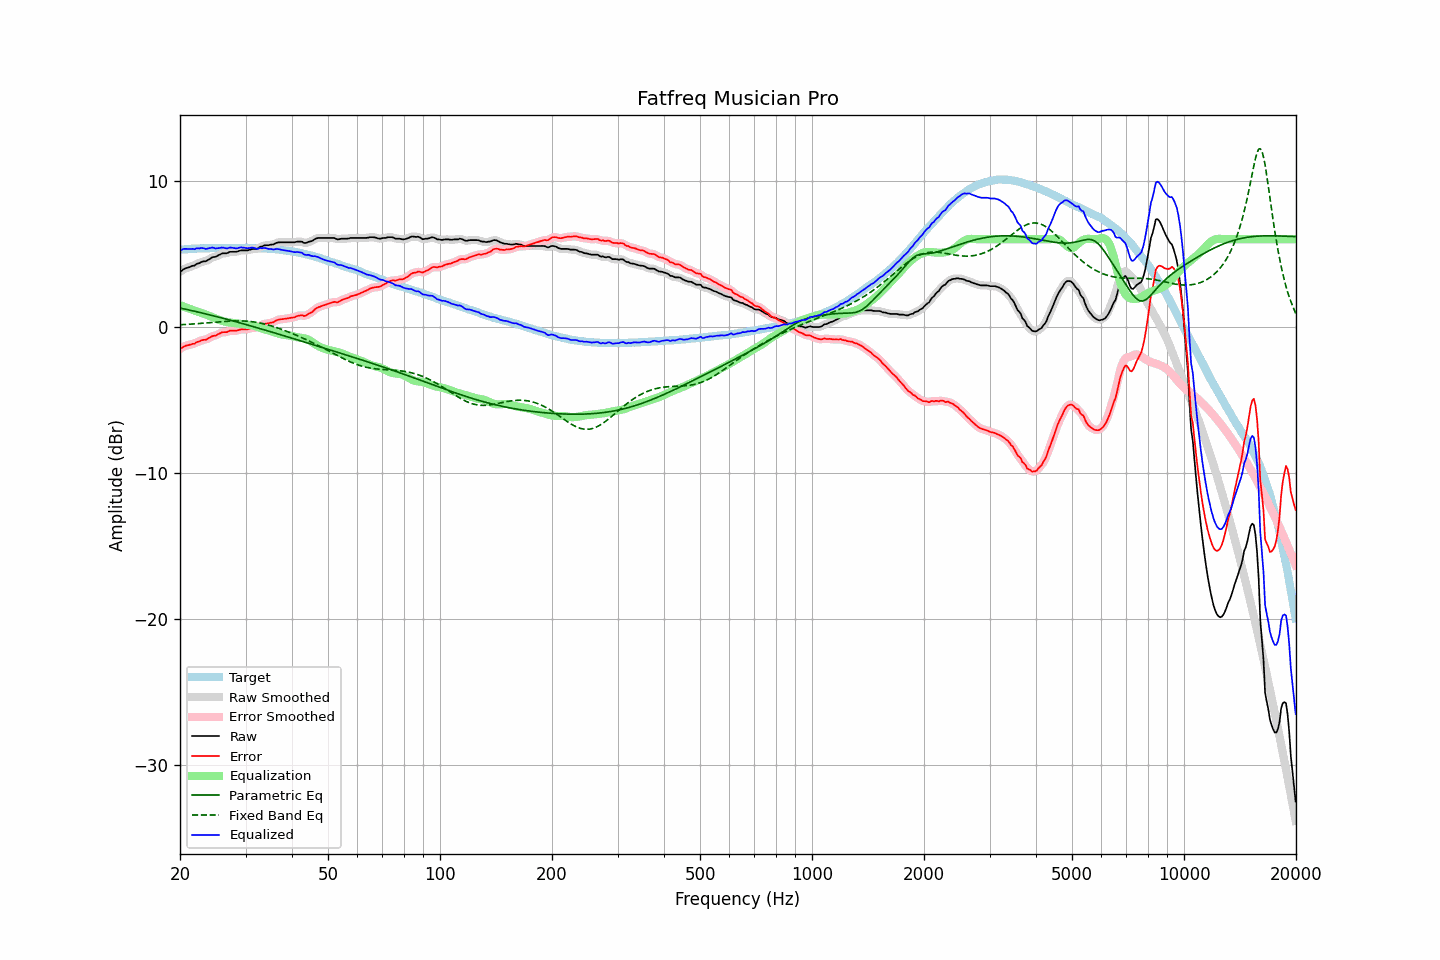 Fatfreq Musician Pro
Amplitude (dBr)
10
0
−10
−20
−30
Target
Raw Smoothed
Error Smoothed
Raw
Error
Equalization
Parametric Eq
Fixed Band Eq
Equalized
20 50 100 200 500 1000 2000 5000 10000 20000
Frequency (Hz)